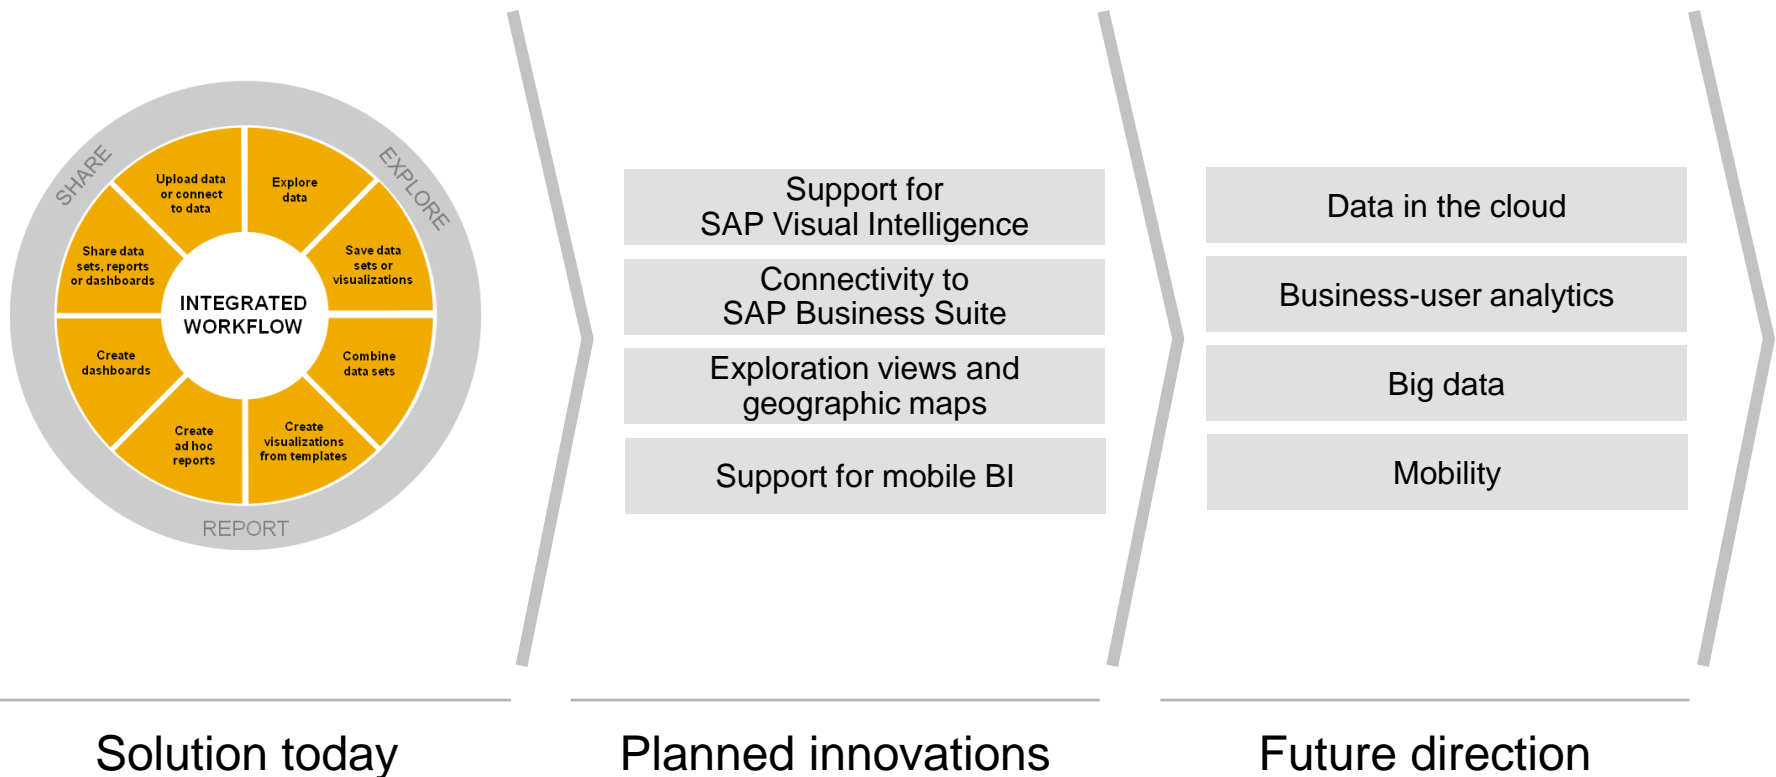 SHARE
EXPLORE
REPORT
INTEGRATED
WORKFLOW
Upload data
or connect
to data
Explore
data
Save data
sets or
visualizations
Combine
data sets
Create
visualizations
from templates
Create
ad hoc
reports
Create
dashboards
Share data
sets, reports
or dashboards
Support for
SAP Visual Intelligence
Connectivity to
SAP Business Suite
Exploration views and
geographic maps
Support for mobile BI
Data in the cloud
Business-user analytics
Big data
Mobility
Solution today
Planned innovations
Future direction